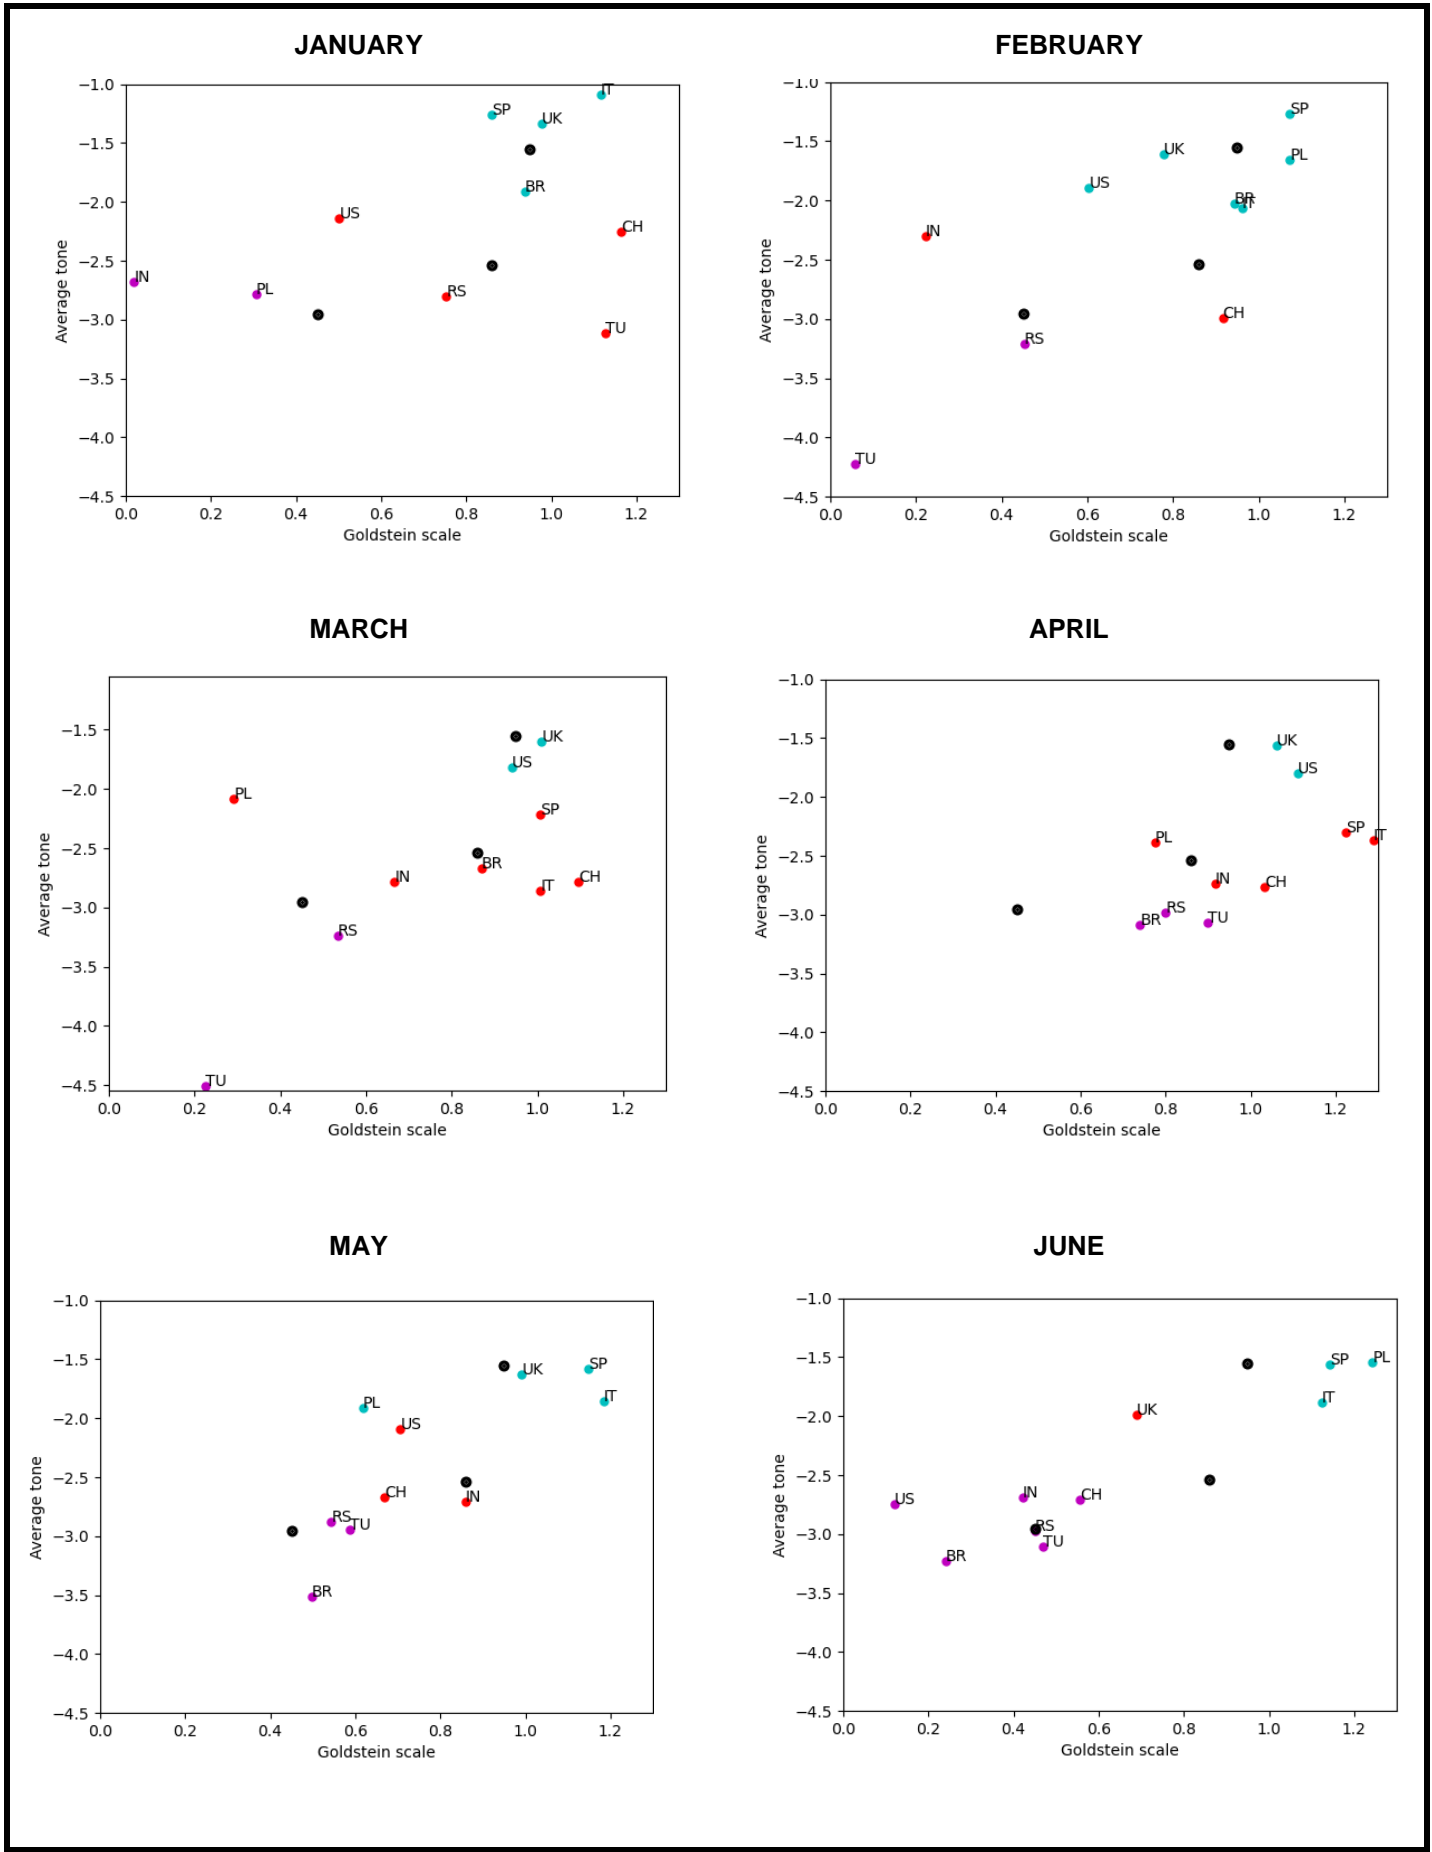 JANUARY
−1.0
−1.5
−2.0
−2.5
−3.0
−3.5
−4.0
−4.5
Average tone
IT
SP
UK
BR
US
CH
IN
PL
RS
TU
0.0 0.2 0.4 0.6 0.8 1.0 1.2
Goldstein scale
FEBRUARY
−1.0
−1.5
−2.0
−2.5
−3.0
−3.5
−4.0
−4.5
Average tone
SP
UK
PL
US
BR
IT
IN
CH
RS
TU
0.0 0.2 0.4 0.6 0.8 1.0 1.2
Goldstein scale
MARCH
−1.5
−2.0
−2.5
−3.0
−3.5
−4.0
−4.5
Average tone
UK
US
PL
SP
BR
IN
IT
CH
RS
TU
0.0 0.2 0.4 0.6 0.8 1.0 1.2
Goldstein scale
APRIL
−1.0
−1.5
−2.0
−2.5
−3.0
−3.5
−4.0
−4.5
Average tone
UK
US
SP
IT
PL
IN
CH
RS
BR
TU
0.0 0.2 0.4 0.6 0.8 1.0 1.2
Goldstein scale
MAY
−1.0
−1.5
−2.0
−2.5
−3.0
−3.5
−4.0
−4.5
Average tone
SP
UK
IT
PL
US
CH
IN
RS
TU
BR
0.0 0.2 0.4 0.6 0.8 1.0 1.2
Goldstein scale
JUNE
−1.0
−1.5
−2.0
−2.5
−3.0
−3.5
−4.0
−4.5
Average tone
SP
PL
IT
UK
US
IN
CH
RS
TU
BR
0.0 0.2 0.4 0.6 0.8 1.0 1.2
Goldstein scale